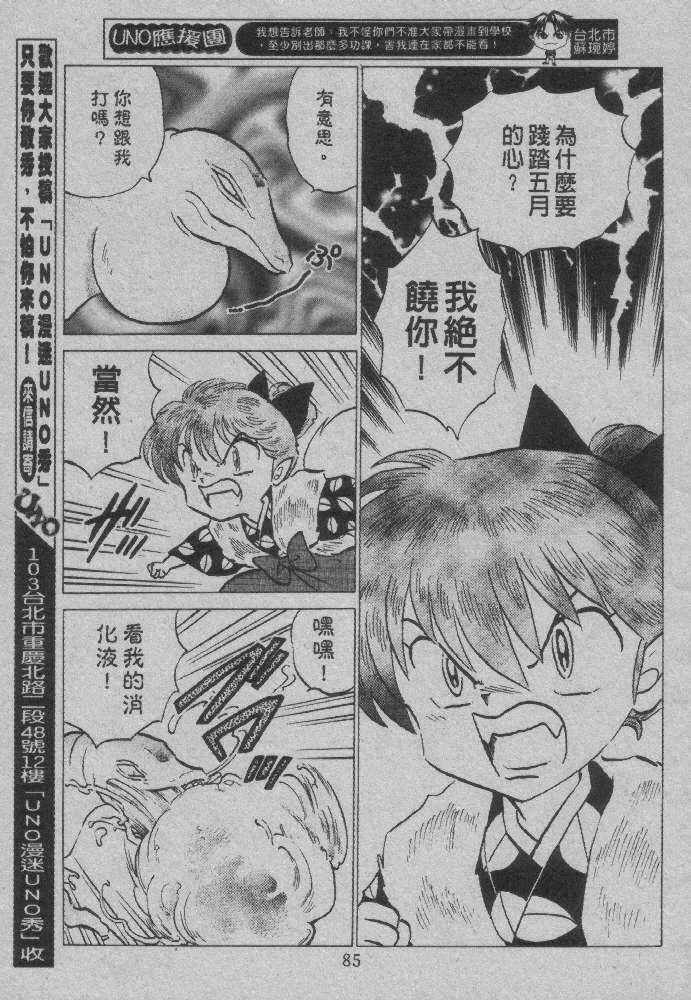 UNO應援團
我想告訴老師：我不怪你們不准大家帶漫畫到學校
，至少別出那麼多功課，害我連在家都不能看！
台北市
蘇琬婷
為什麼要
踐踏五月
的心？
我絕不
饒你！
有意思。
你想跟我
打嗎？
ぷ
當然！
嘿嘿！
看我的消
化液！
歡迎大家投稿「UNO漫迷UNO秀」
只要你敢秀，不怕你來稿！
來信請寄
UNO
103台北市重慶北路二段48號12樓「UNO漫迷UNO秀」收
85